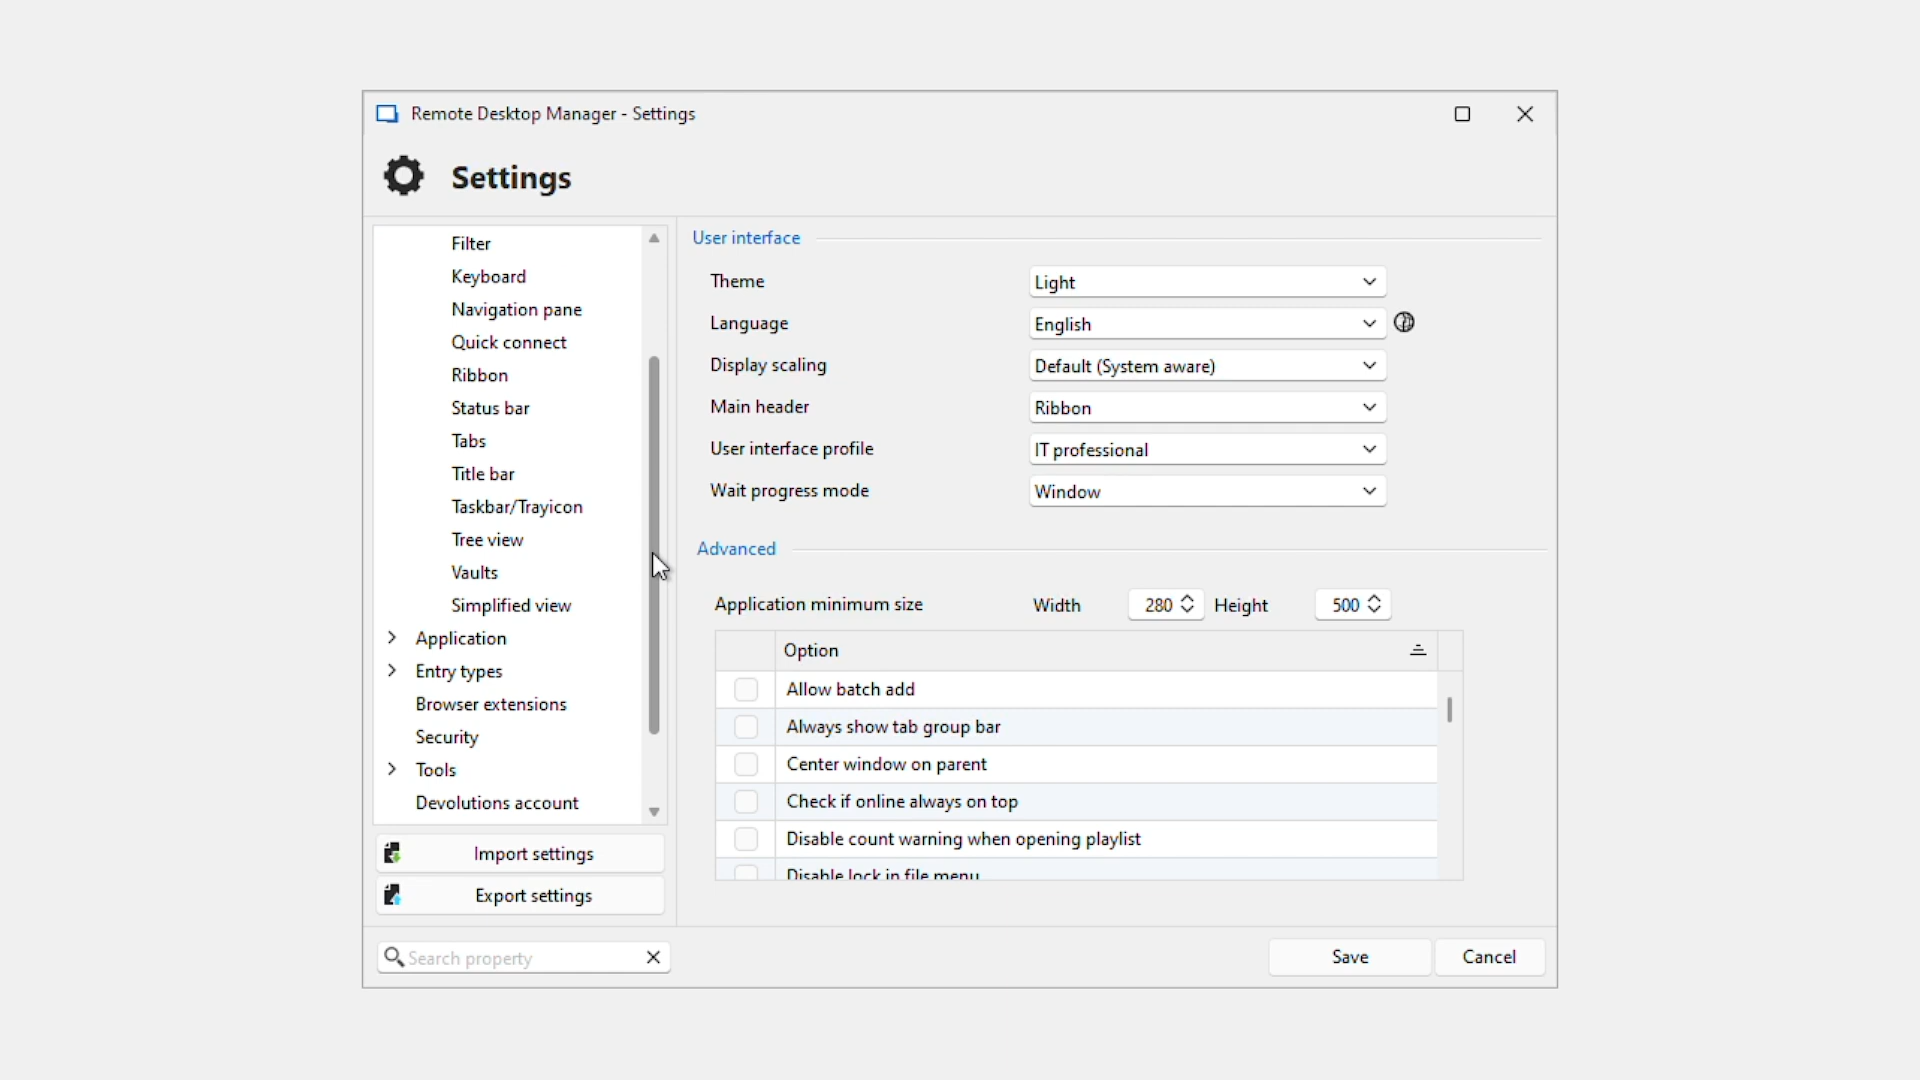 Remote Desktop Manager - Settings
Settings
Filter
Keyboard
Navigation pane
Quick connect
Ribbon
Status bar
Tabs
Title bar
Taskbar/Trayicon
Tree view
Vaults
Simplified view
Application
Entry types
Browser extensions
Security
Tools
Devolutions account
Import settings
Export settings
Search property
User interface
Theme Light
Language English
Display scaling Default (System aware)
Main header Ribbon
User interface profile IT professional
Wait progress mode Window
Advanced
Application minimum size Width 280 Height 500
Option
Allow batch add
Always show tab group bar
Center window on parent
Check if online always on top
Disable count warning when opening playlist
Disable lock in file menu
Save Cancel